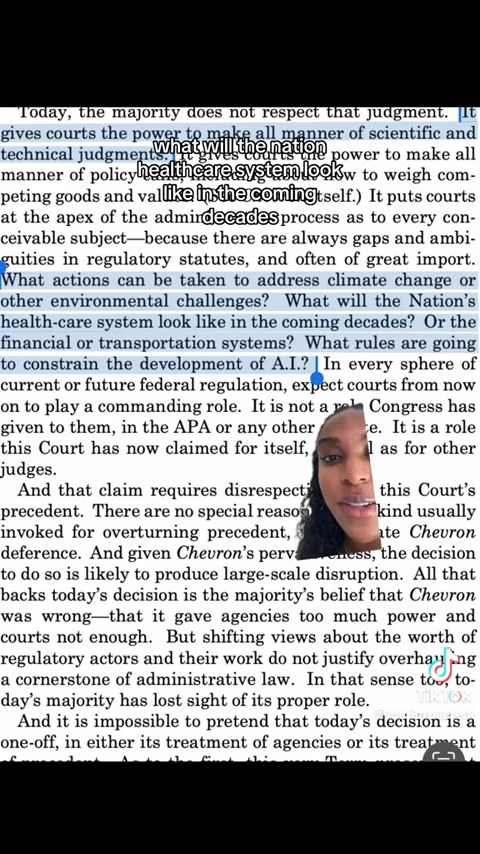 Today, the majority does not respect that judgment. It
gives courts the power to make all manner of scientific and
technical judgments. It gives courts the power to make all
manner of policy how to weigh com-
peting goods and itself.) It puts courts
at the apex of the process as to every con-
ceivable subject—because there are always gaps and ambi-
guities in regulatory statutes, and often of great import.
What actions can be taken to address climate change or
other environmental challenges? What will the Nation's
health-care system look like in the coming decades? Or the
financial or transportation systems? What rules are going
to constrain the development of A.I.? In every sphere of
current or future federal regulation, expect courts from now
on to play a commanding role. It is not a role Congress has
given to them, in the APA or any other It is a role
this Court has now claimed for itself, as for other
judges.
And that claim requires this Court's
precedent. There are no special kind usually
invoked for overturning precedent, Chevron
deference. And given Chevron's the decision
to do so is likely to produce large-scale disruption. All that
backs today's decision is the majority's belief that Chevron
was wrong—that it gave agencies too much power and
courts not enough. But shifting views about the worth of
regulatory actors and their work do not justify overhauling
a cornerstone of administrative law. In that sense too, to-
day's majority has lost sight of its proper role.
And it is impossible to pretend that today's decision is a
one-off, in either its treatment of agencies or its treatment
what will the nation
healthcare system look
like in the coming
decades
TikTok